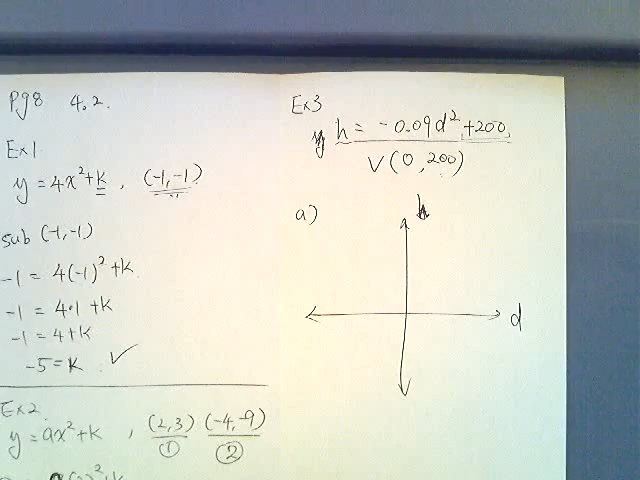 Pg8 4.2.
Ex1.
y = 4x²+k , (-1,-1)
sub (-1,-1)
-1 = 4(-1)²+k
-1 = 4·1 +k
-1 = 4+k
-5=k ✓
Ex2.
y = ax²+k , (2,3) (-4,-9)
① ②
Ex3
y h = -0.09d²+200
V(0,200)
a) h
d